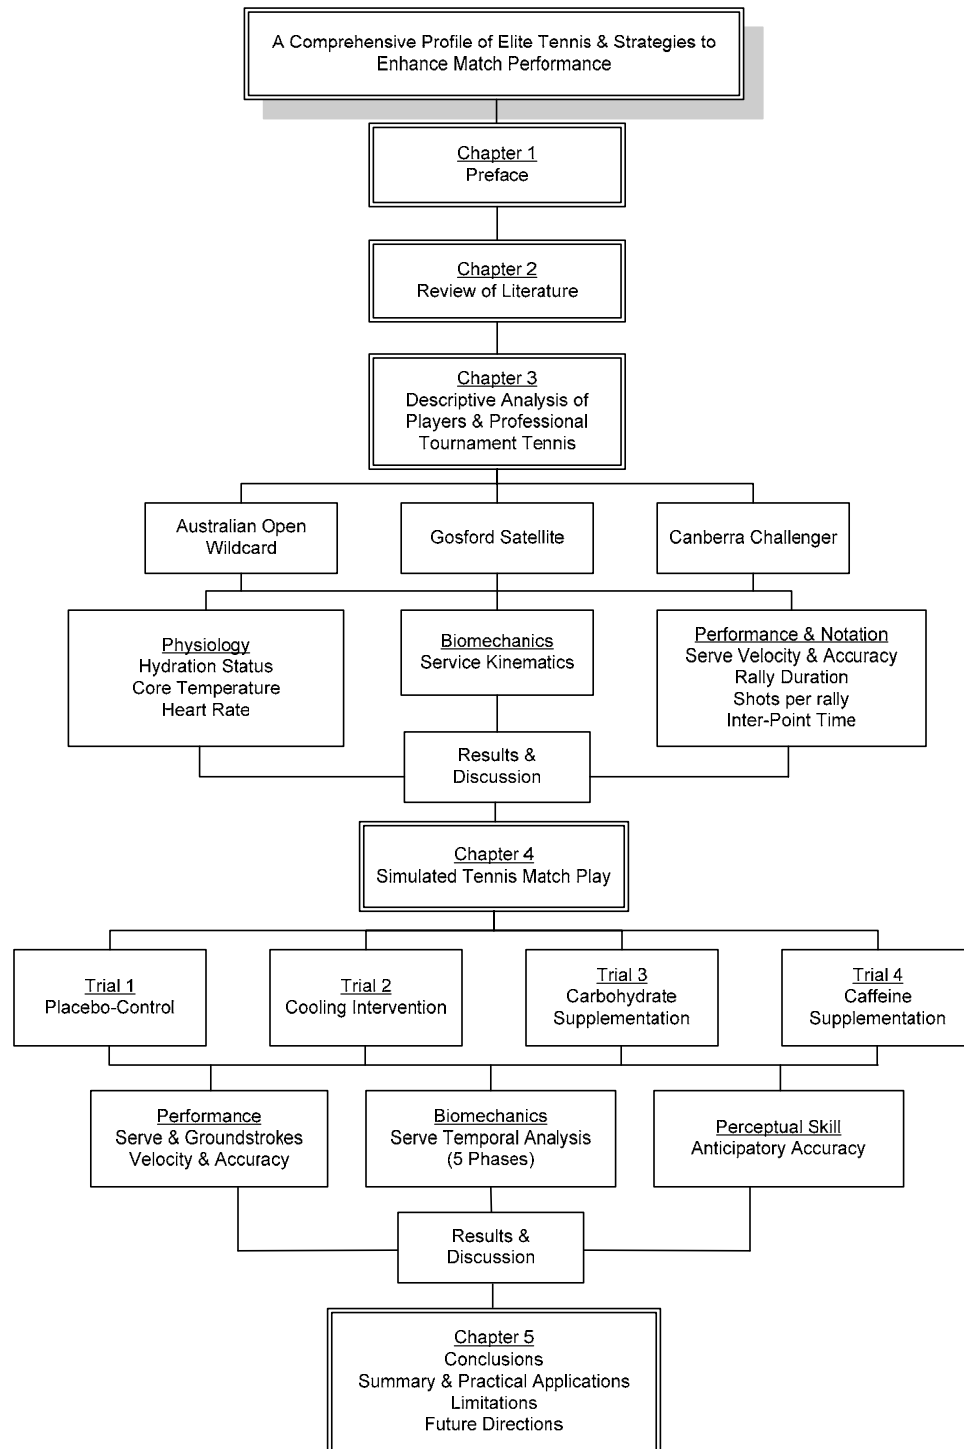 A Comprehensive Profile of Elite Tennis & Strategies to
Enhance Match Performance
Chapter 1
Preface
Chapter 2
Review of Literature
Chapter 3
Descriptive Analysis of
Players & Professional
Tournament Tennis
Australian Open
Wildcard
Gosford Satellite
Canberra Challenger
Physiology
Hydration Status
Core Temperature
Heart Rate
Biomechanics
Service Kinematics
Performance & Notation
Serve Velocity & Accuracy
Rally Duration
Shots per rally
Inter-Point Time
Results &
Discussion
Chapter 4
Simulated Tennis Match Play
Trial 1
Placebo-Control
Trial 2
Cooling Intervention
Trial 3
Carbohydrate
Supplementation
Trial 4
Caffeine
Supplementation
Performance
Serve & Groundstrokes
Velocity & Accuracy
Biomechanics
Serve Temporal Analysis
(5 Phases)
Perceptual Skill
Anticipatory Accuracy
Results &
Discussion
Chapter 5
Conclusions
Summary & Practical Applications
Limitations
Future Directions